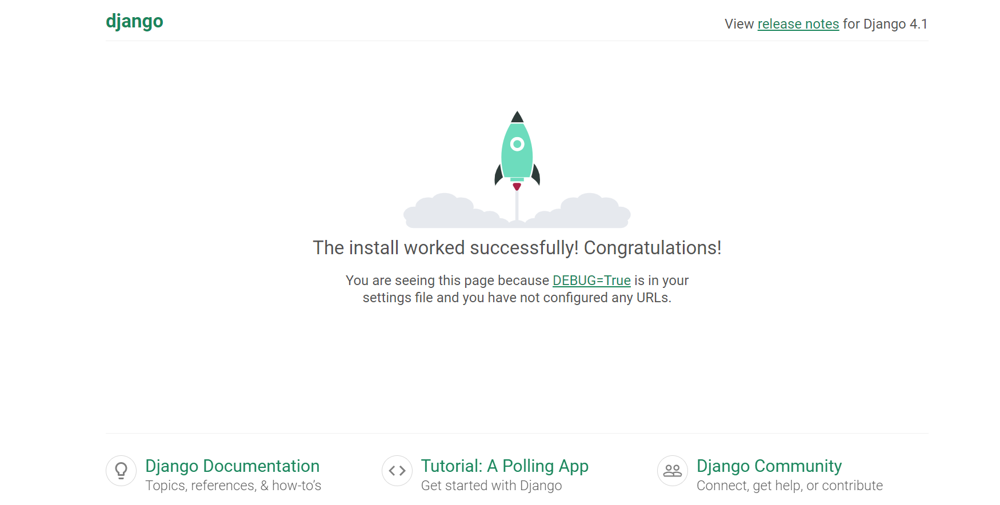 django
View release notes for Django 4.1
The install worked successfully! Congratulations!
You are seeing this page because DEBUG=True is in your
settings file and you have not configured any URLs.
Django Documentation
Topics, references, & how-to’s
Tutorial: A Polling App
Get started with Django
Django Community
Connect, get help, or contribute